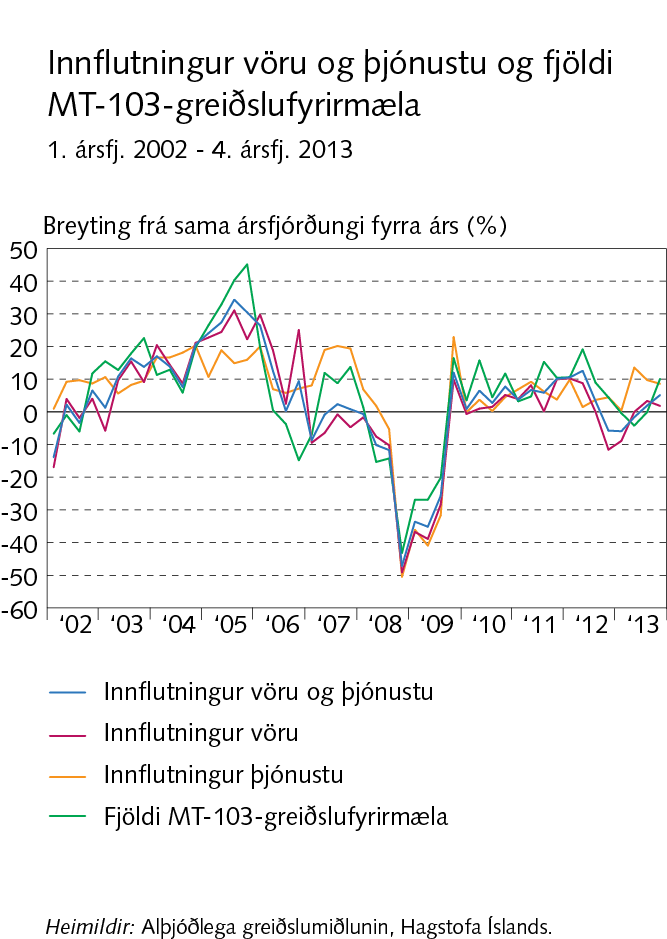 Innflutningur vöru og þjónustu og fjöldi
MT-103-greiðslufyrirmæla
1. ársfj. 2002 - 4. ársfj. 2013
Breyting frá sama ársfjórðungi fyrra árs (%)
50
40
30
20
10
0
-10
-20
-30
-40
-50
-60
‘02 ‘03 ‘04 ‘05 ‘06 ‘07 ‘08 ‘09 ‘10 ‘11 ‘12 ‘13
Innflutningur vöru og þjónustu
Innflutningur vöru
Innflutningur þjónustu
Fjöldi MT-103-greiðslufyrirmæla
Heimildir: Alþjóðlega greiðslumiðlunin, Hagstofa Íslands.